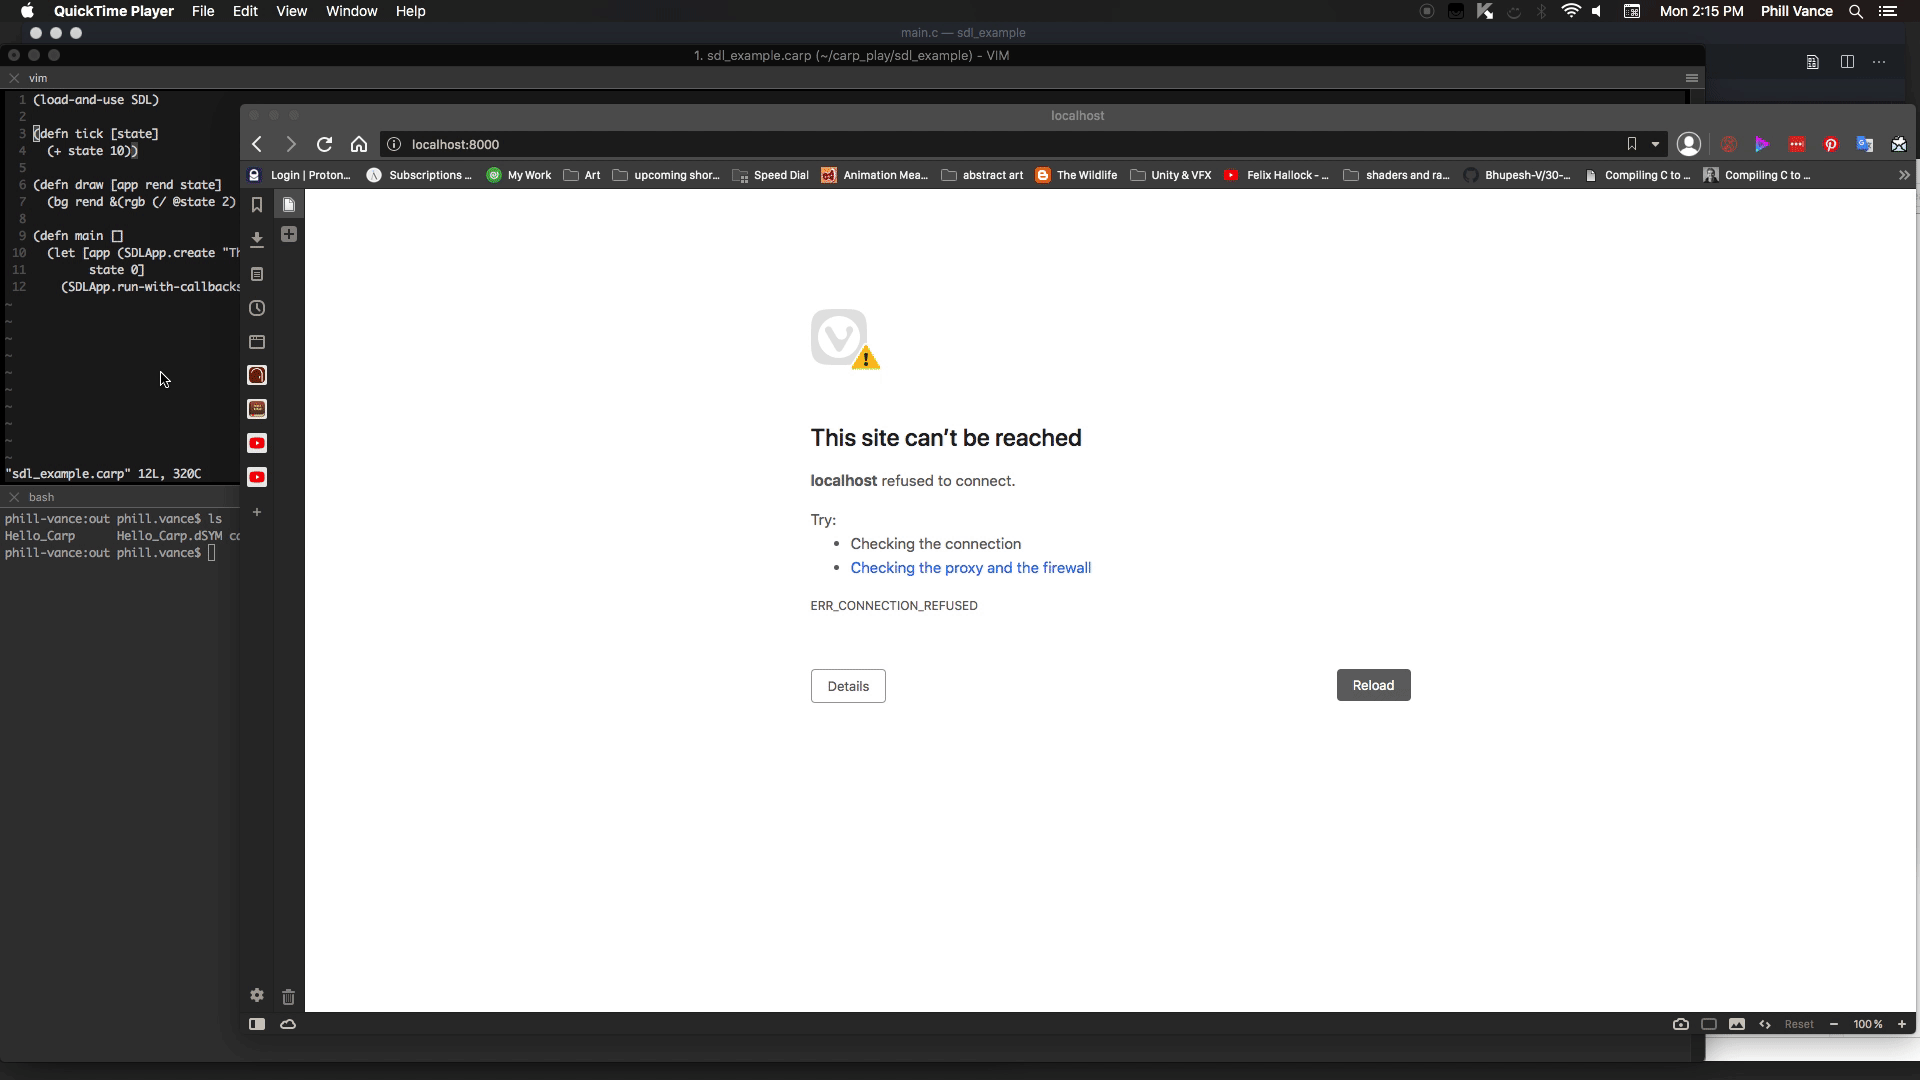 QuickTime Player File Edit View Window Help Mon 2:15 PM Phill Vance
main.c — sdl_example
1. sdl_example.carp (~/carp_play/sdl_example) - VIM
vim
1 (load-and-use SDL)
2
3 (defn tick [state]
4 (+ state 10))
5
6 (defn draw [app rend state]
7 (bg rend &(rgb (/ @state 2)
8
9 (defn main []
10 (let [app (SDLApp.create "Th
11 state 0]
12 (SDLApp.run-with-callbacks
~
~
~
~
~
~
~
~
~
~
"sdl_example.carp" 12L, 320C
bash
phill-vance:out phill.vance$ ls
Hello_Carp Hello_Carp.dSYM co
phill-vance:out phill.vance$
localhost
localhost:8000
Login | Proton... Subscriptions ... My Work Art upcoming shor... Speed Dial Animation Mea... abstract art The Wildlife Unity & VFX Felix Hallock - ... shaders and ra... Bhupesh-V/30-... Compiling C to ... Compiling C to ...
This site can't be reached
localhost refused to connect.
Try:
• Checking the connection
• Checking the proxy and the firewall
ERR_CONNECTION_REFUSED
Details Reload
Reset 100 %